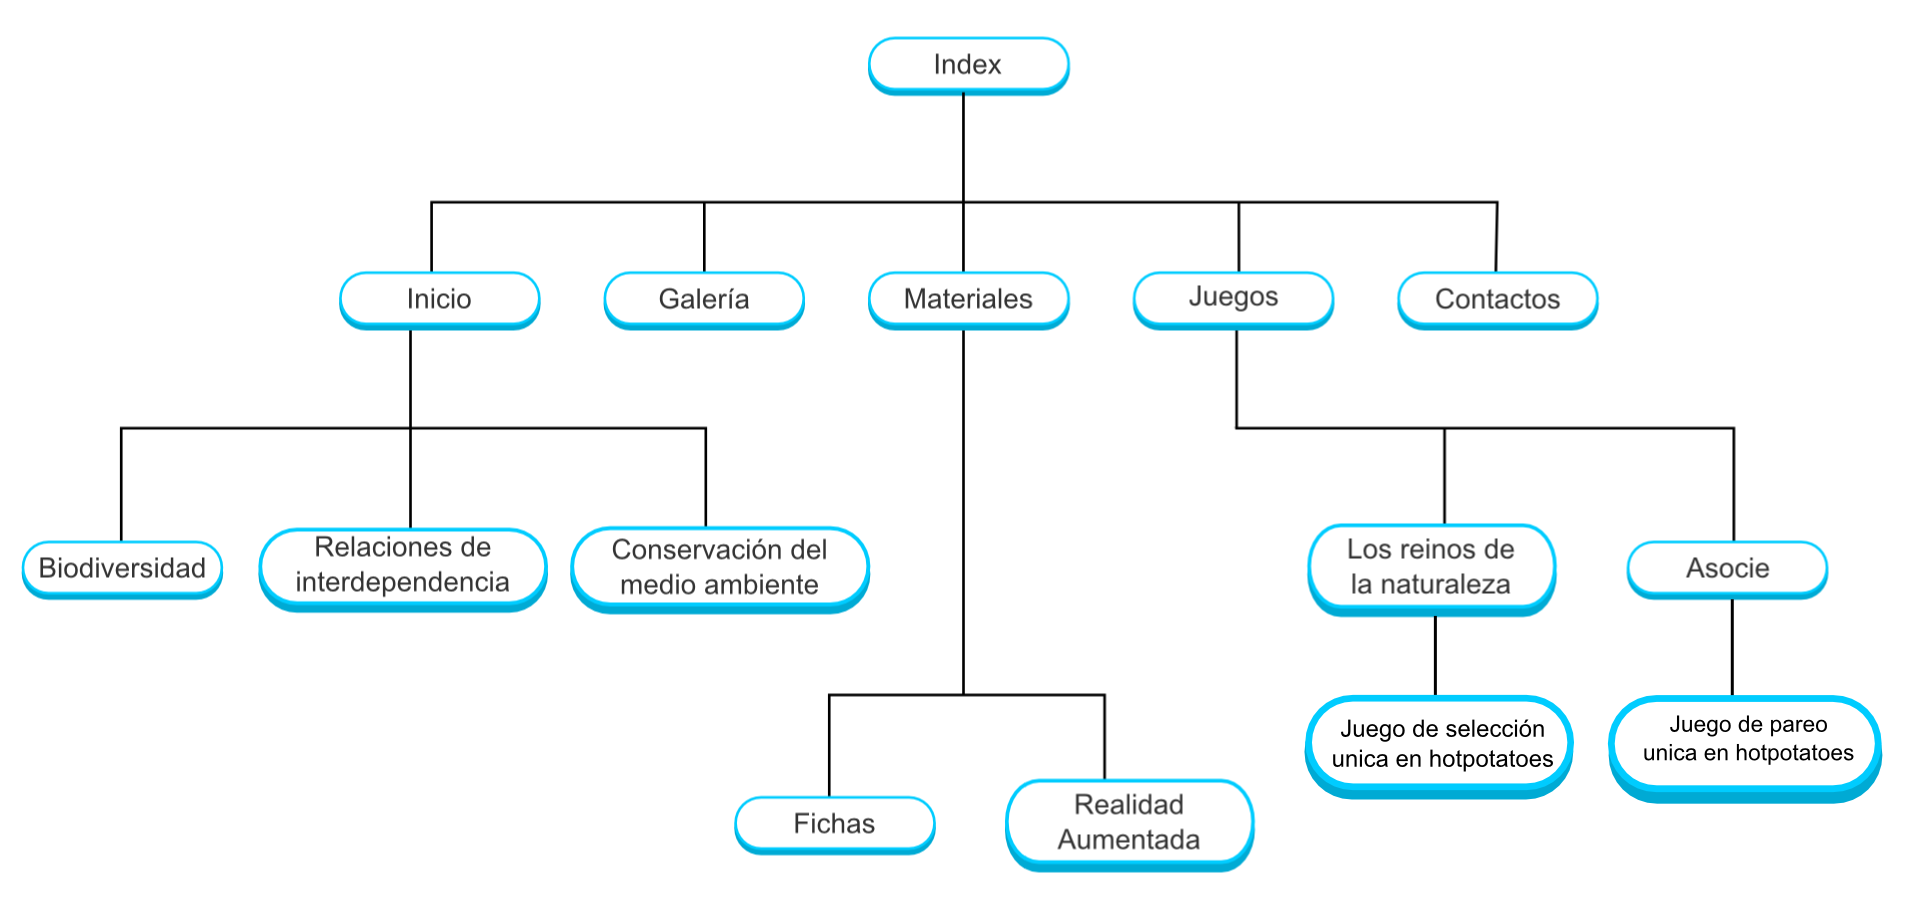 Index
Inicio
Galería
Materiales
Juegos
Contactos
Biodiversidad
Relaciones de
interdependencia
Conservación del
medio ambiente
Los reinos de
la naturaleza
Asocie
Juego de selección
unica en hotpotatoes
Juego de pareo
unica en hotpotatoes
Fichas
Realidad
Aumentada